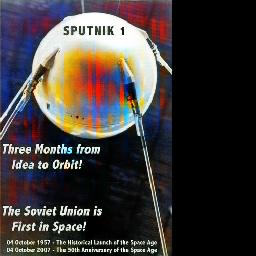 SPUTNIK 1
Three Months from
Idea to Orbit!
The Soviet Union is
First in Space!
04 October 1957 - The Historical Launch of the Space Age
04 October 2007 - The 50th Anniversary of the Space Age